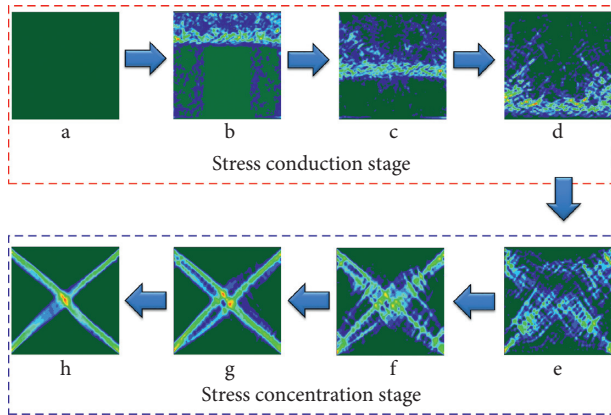 a
b
c
d
Stress conduction stage
h
g
f
e
Stress concentration stage